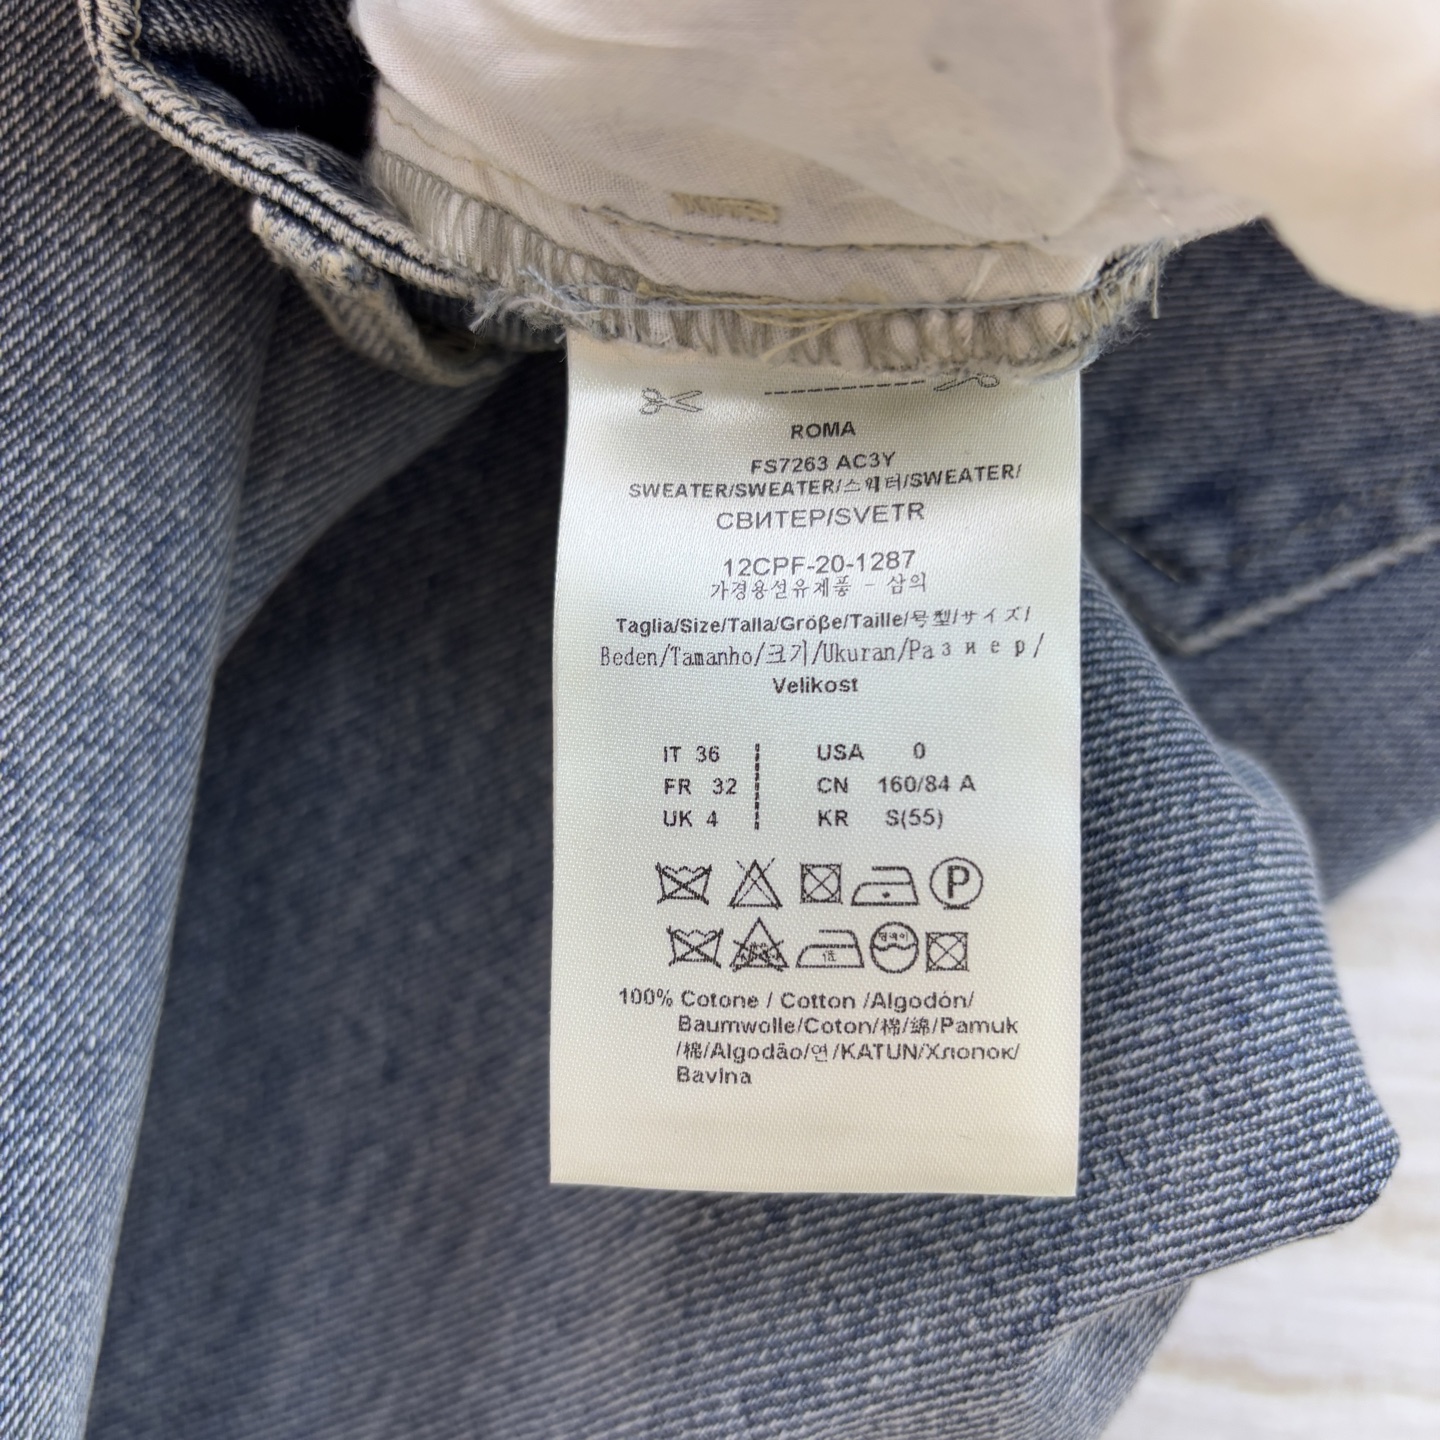 ROMA
FS7263 AC3Y
SWEATER/SWEATER/스웨터/SWEATER/
СВИТЕР/SVETR
12CPF-20-1287
가정용섬유제품 - 상의
Taglia/Size/Talla/Größe/Taille/号型/サイズ/
Beden/Tamanho/크기/Ukuran/Размер/
Velikost
IT 36 USA 0
FR 32 CN 160/84 A
UK 4 KR S(55)
P
低
100% Cotone / Cotton /Algodón/
Baumwolle/Coton/棉/綿/Pamuk
/棉/Algodão/면/KATUN/Хлопок/
Bavlna